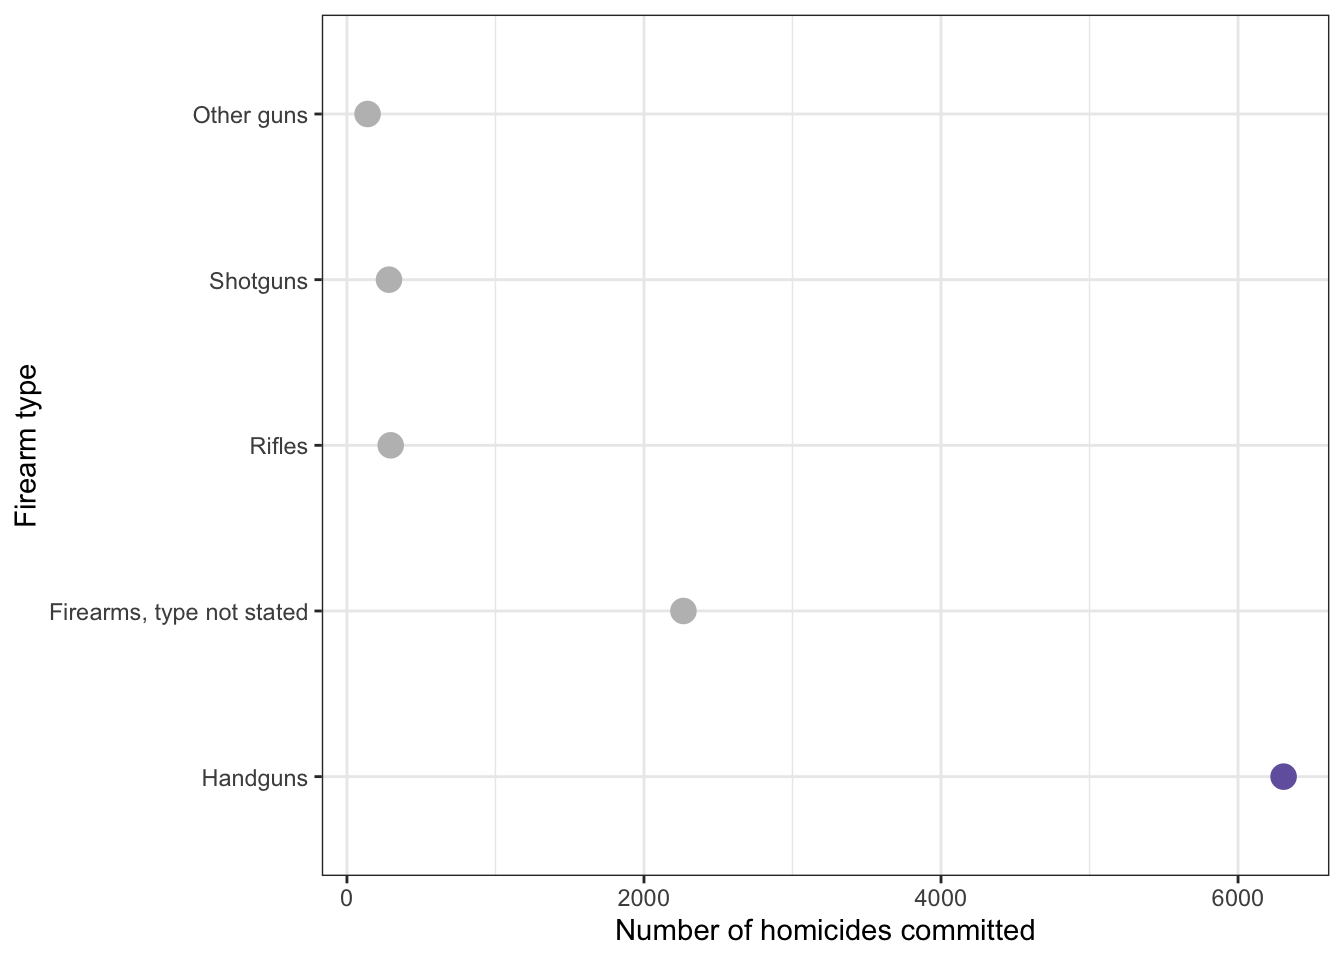 Firearm type
Other guns
Shotguns
Rifles
Firearms, type not stated
Handguns
0 2000 4000 6000
Number of homicides committed